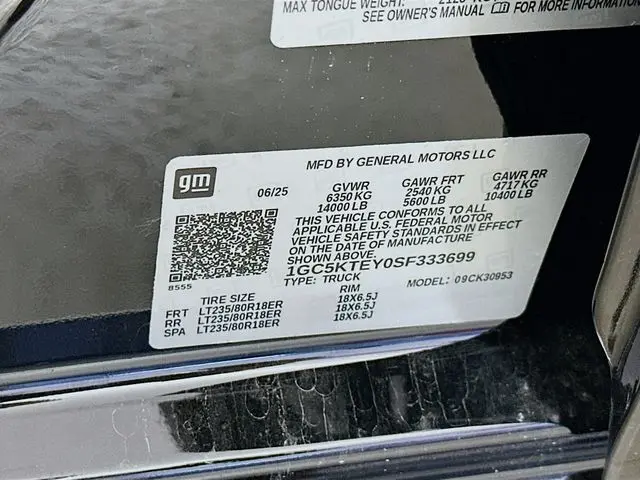 MAX TONGUE WEIGHT:
SEE OWNER'S MANUAL FOR MORE INFORMATION
gm
MFD BY GENERAL MOTORS LLC
06/25
GVWR GAWR FRT GAWR RR
6350 KG 2540 KG 4717 KG
14000 LB 5600 LB 10400 LB
THIS VEHICLE CONFORMS TO ALL
APPLICABLE U.S. FEDERAL MOTOR
VEHICLE SAFETY STANDARDS IN EFFECT
ON THE DATE OF MANUFACTURE
SHOWN ABOVE.
1GC5KTEY0SF333699
8555
TYPE: TRUCK MODEL: 09CK30953
TIRE SIZE RIM
FRT LT235/80R18ER 18X6.5J
RR LT235/80R18ER 18X6.5J
SPA LT235/80R18ER 18X6.5J